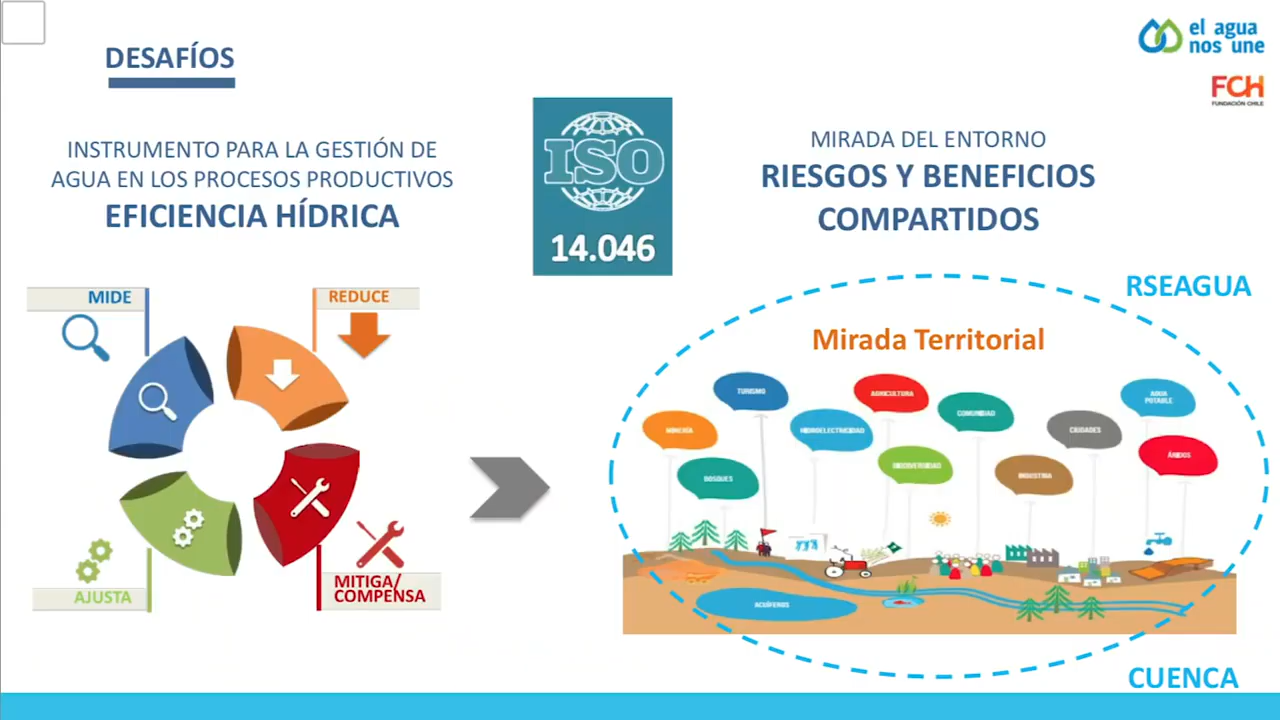 DESAFÍOS
el agua
nos une
FCH
FUNDACIÓN CHILE
INSTRUMENTO PARA LA GESTIÓN DE
AGUA EN LOS PROCESOS PRODUCTIVOS
EFICIENCIA HÍDRICA
ISO
14.046
MIRADA DEL ENTORNO
RIESGOS Y BENEFICIOS
COMPARTIDOS
MIDE
REDUCE
AJUSTA
MITIGA/
COMPENSA
RSEAGUA
Mirada Territorial
TURISMO
AGRICULTURA
AGUA
POTABLE
COMUNIDAD
MINERÍA
HIDROELECTRICIDAD
CIUDADES
ÁRIDOS
BIODIVERSIDAD
BOSQUES
INDUSTRIA
ACUÍFEROS
CUENCA